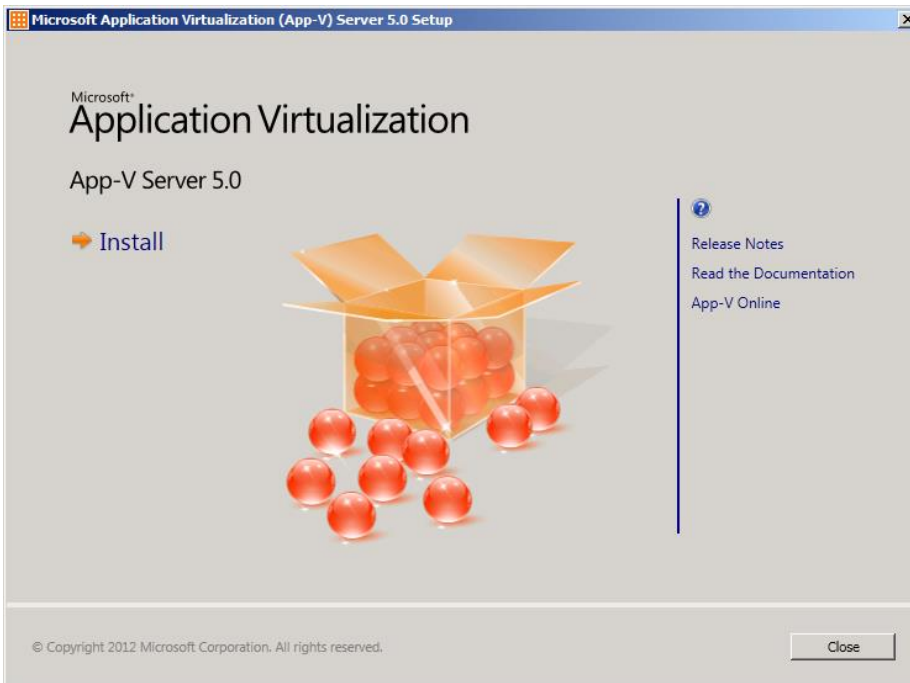 Microsoft Application Virtualization (App-V) Server 5.0 Setup
Microsoft®
Application Virtualization
App-V Server 5.0
Install
?
Release Notes
Read the Documentation
App-V Online
© Copyright 2012 Microsoft Corporation. All rights reserved.
Close